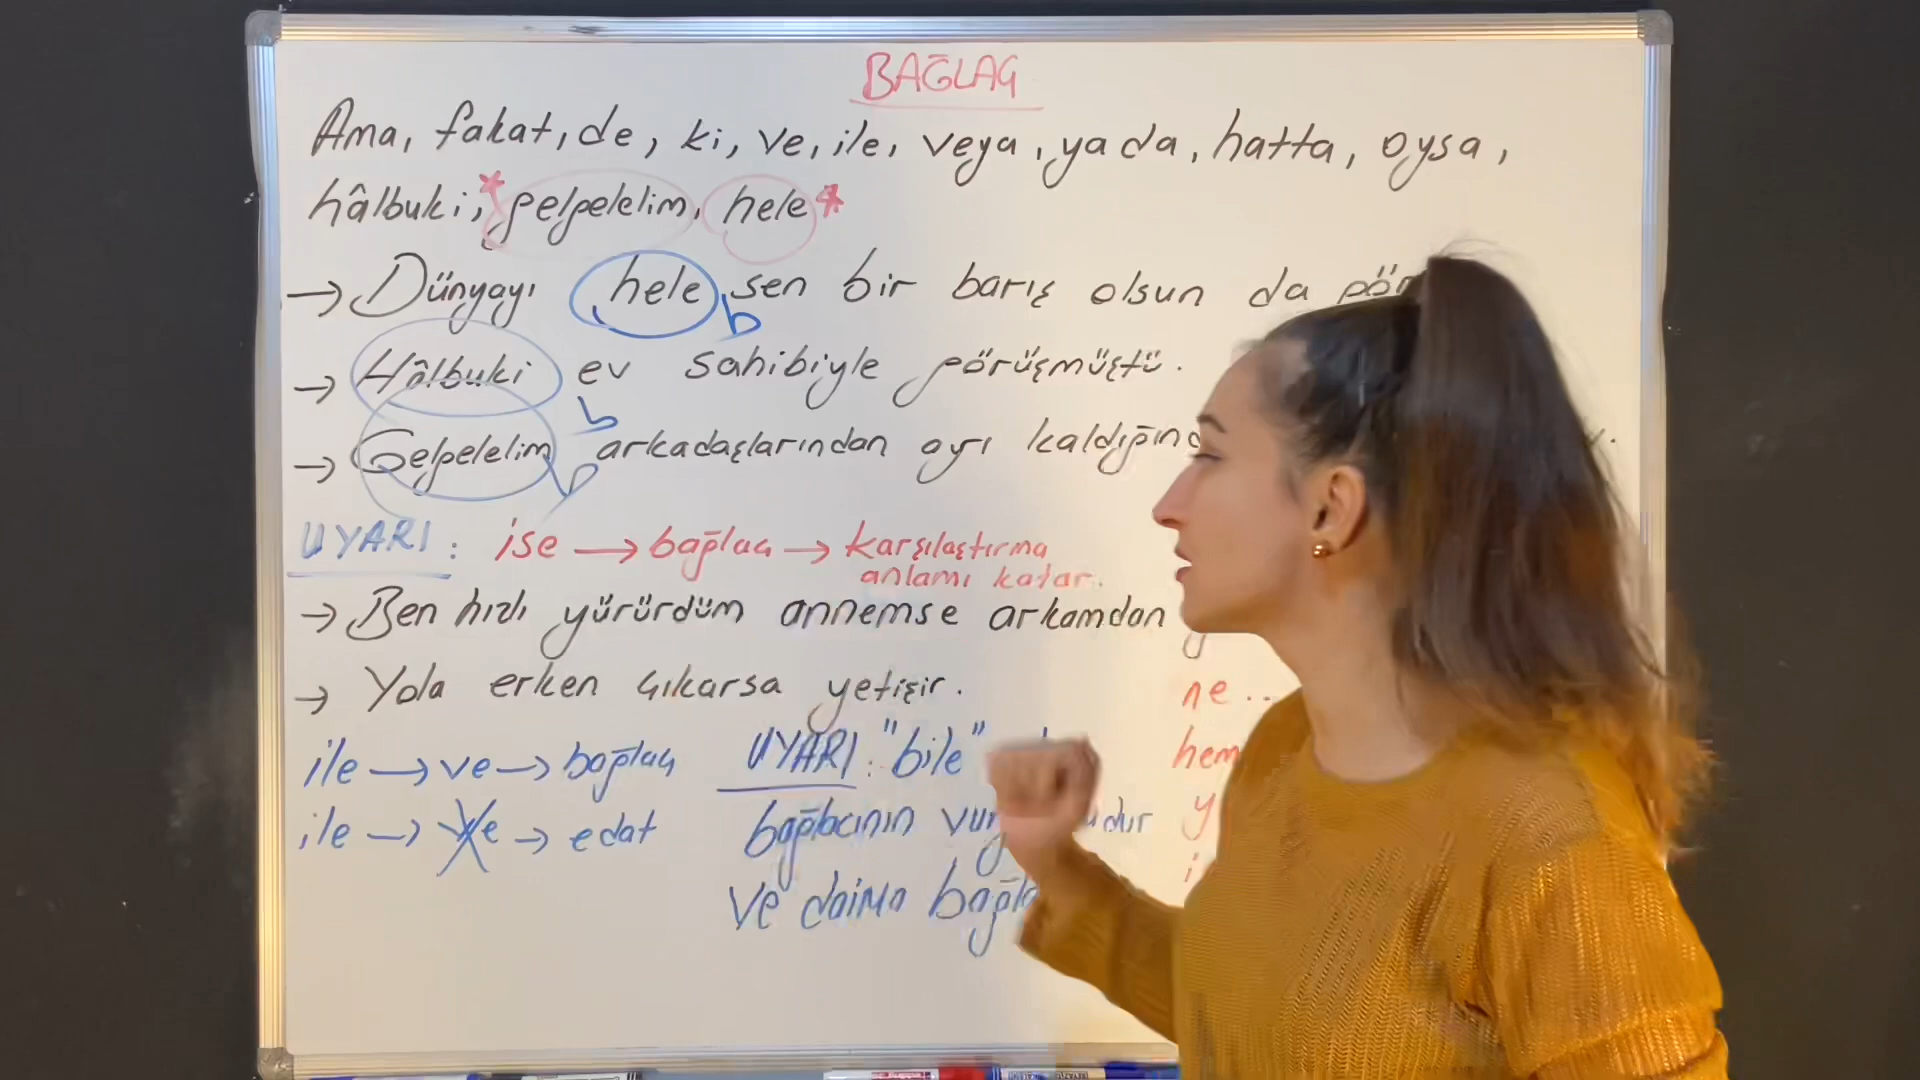 BAĞLAÇ
Ama, fakat, de, ki, ve, ile, veya, ya da, hatta, oysa,
hâlbuki, *gelgelelim, hele*
→ Dünyayı hele sen bir barış olsun da gör
b
→ Hâlbuki ev sahibiyle görüşmüştü.
b
→ Gelgelelim arkadaşlarından ayrı
b
UYARI: ise → bağlaç → karşılaştırma
anlamı katar.
→ Ben hızlı yürürdüm annemse arkamdan
→ Yola erken çıkarsa yetişir.
ile → ve → bağlaç
ile → ve → edat
UYARI: "bile"
bağlacının
ve daima
ne ..
hem